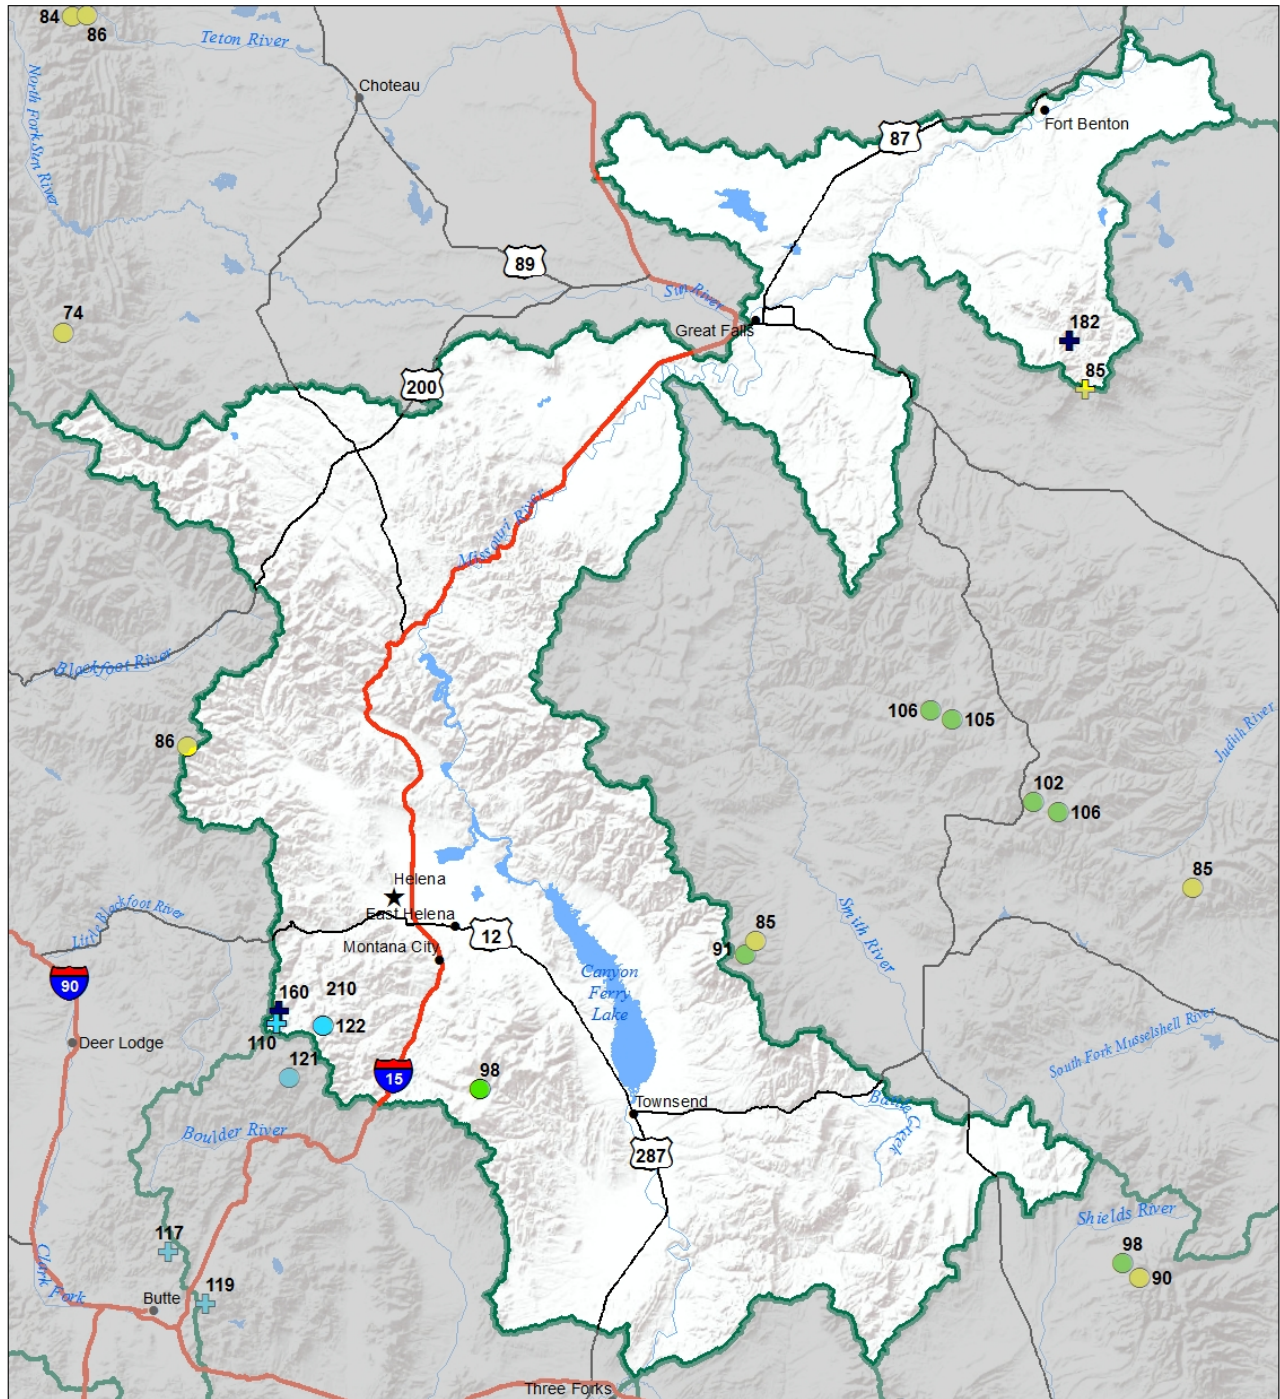 84
86
Teton River
North Fork Sun River
Choteau
87
Fort Benton
89
74
Sun River
Great Falls
182
85
200
Missouri River
Blackfoot River
86
106
105
Judith River
102
106
85
Helena
East Helena
Little Blackfoot River
12
Montana City
85
91
Smith River
90
Canyon
Ferry
Lake
160
210
122
110
Deer Lodge
121
15
98
South Fork Musselshell River
Townsend
Battle Creek
Boulder River
287
Shields River
117
98
90
Clark Fork
119
Butte
Three Forks